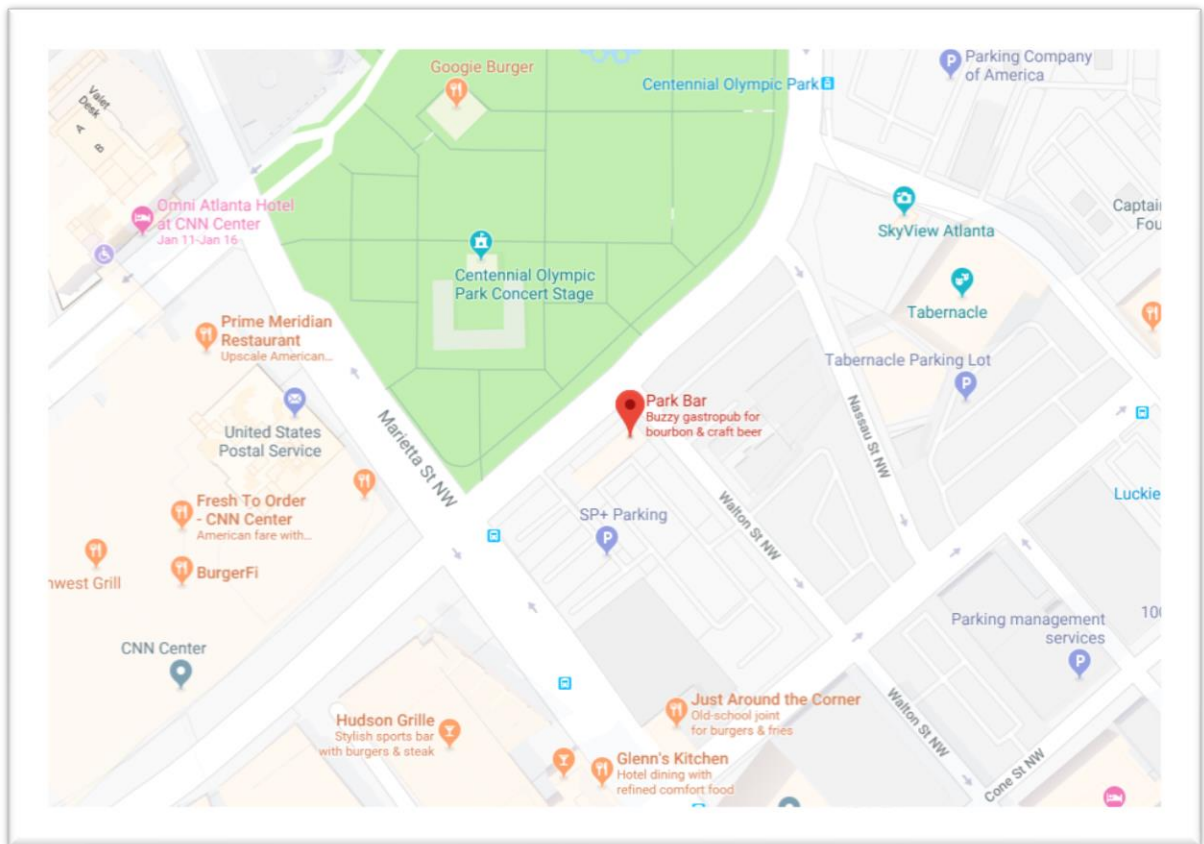 Googie Burger
Centennial Olympic Park
Parking Company
of America
Valet
Desk
A
B
Omni Atlanta Hotel
at CNN Center
Jan 11-Jan 16
SkyView Atlanta
Centennial Olympic
Park Concert Stage
Tabernacle
Prime Meridian
Restaurant
Upscale American...
Tabernacle Parking Lot
P
Park Bar
Buzzy gastropub for
bourbon & craft beer
United States
Postal Service
Marietta St NW
Nassau St NW
Fresh To Order
- CNN Center
American fare with...
SP+ Parking
P
Walton St NW
Luckie
BurgerFi
Parking management
services
P
CNN Center
Just Around the Corner
Old-school joint
for burgers & fries
Hudson Grille
Stylish sports bar
with burgers & steak
Walton St NW
Glenn's Kitchen
Hotel dining with
refined comfort food
Cone St NW
P